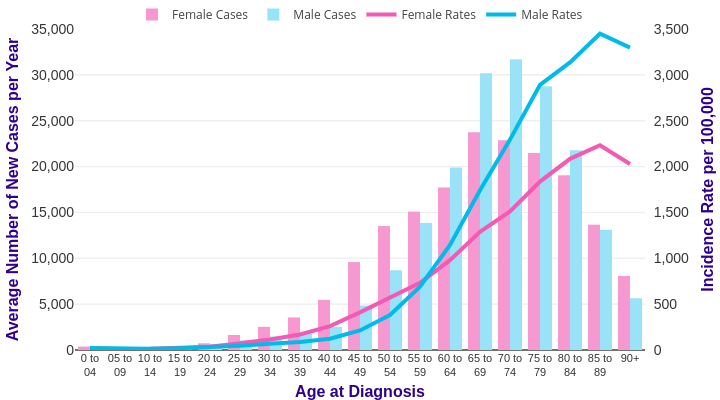 Female Cases Male Cases Female Rates Male Rates
Average Number of New Cases per Year
35,000
30,000
25,000
20,000
15,000
10,000
5,000
0
3,500
3,000
2,500
2,000
1,500
1,000
500
0
Incidence Rate per 100,000
0 to 04
05 to 09
10 to 14
15 to 19
20 to 24
25 to 29
30 to 34
35 to 39
40 to 44
45 to 49
50 to 54
55 to 59
60 to 64
65 to 69
70 to 74
75 to 79
80 to 84
85 to 89
90+
Age at Diagnosis